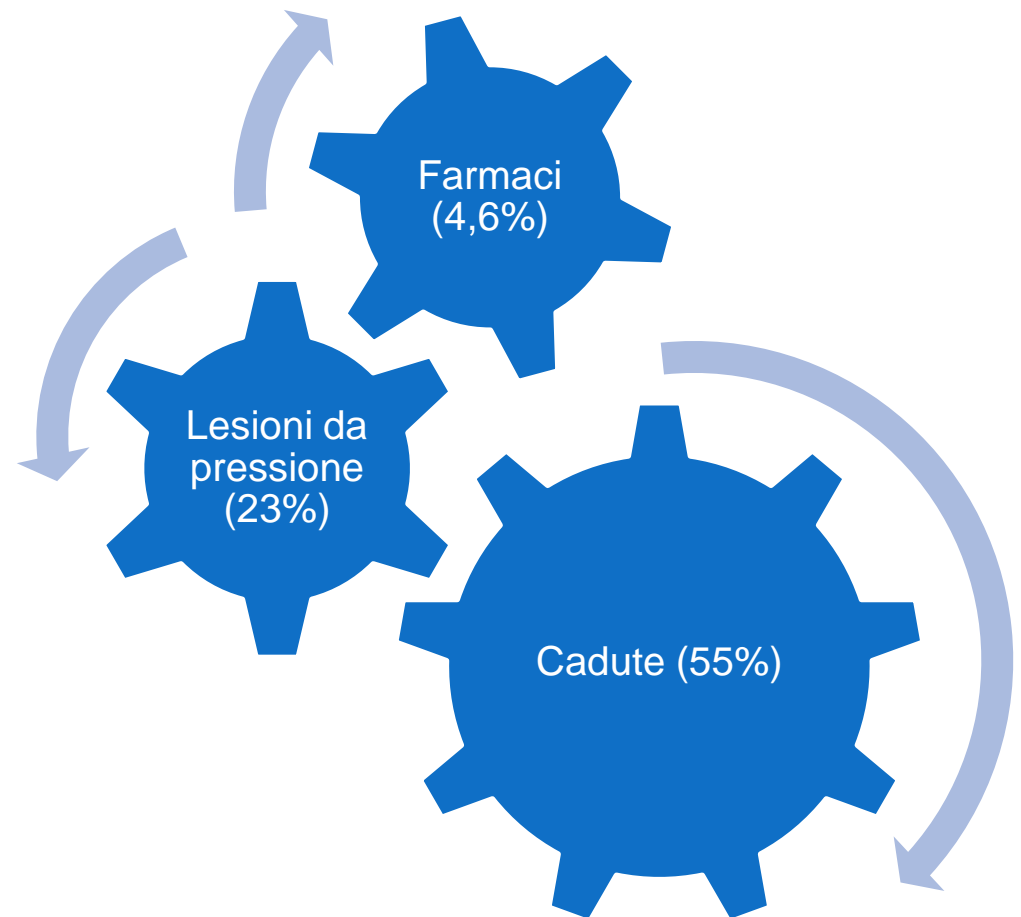 Farmaci
(4,6%)
Lesioni da
pressione
(23%)
Cadute (55%)